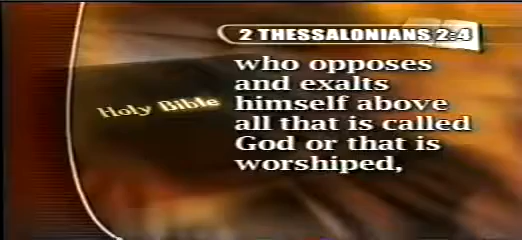 2 THESSALONIANS 2:4
Holy Bible
who opposes
and exalts
himself above
all that is called
God or that is
worshiped,